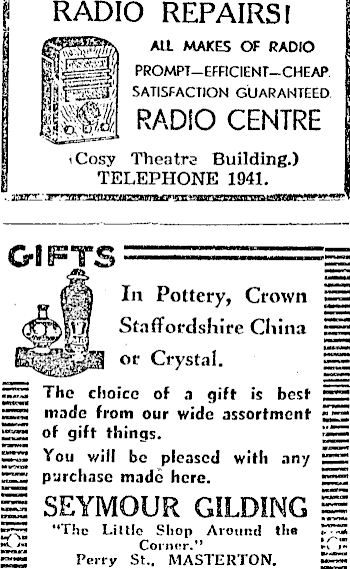 RADIO REPAIRS!
ALL MAKES OF RADIO
PROMPT—EFFICIENT—CHEAP.
SATISFACTION GUARANTEED.
RADIO CENTRE
(Cosy Theatre Building.)
TELEPHONE 1941.
GIFTS
In Pottery, Crown
Staffordshire China
or Crystal.
The choice of a gift is best
made from our wide assortment
of gift things.
You will be pleased with any
purchase made here.
SEYMOUR GILDING
"The Little Shop Around the
Corner."
Perry St., MASTERTON.